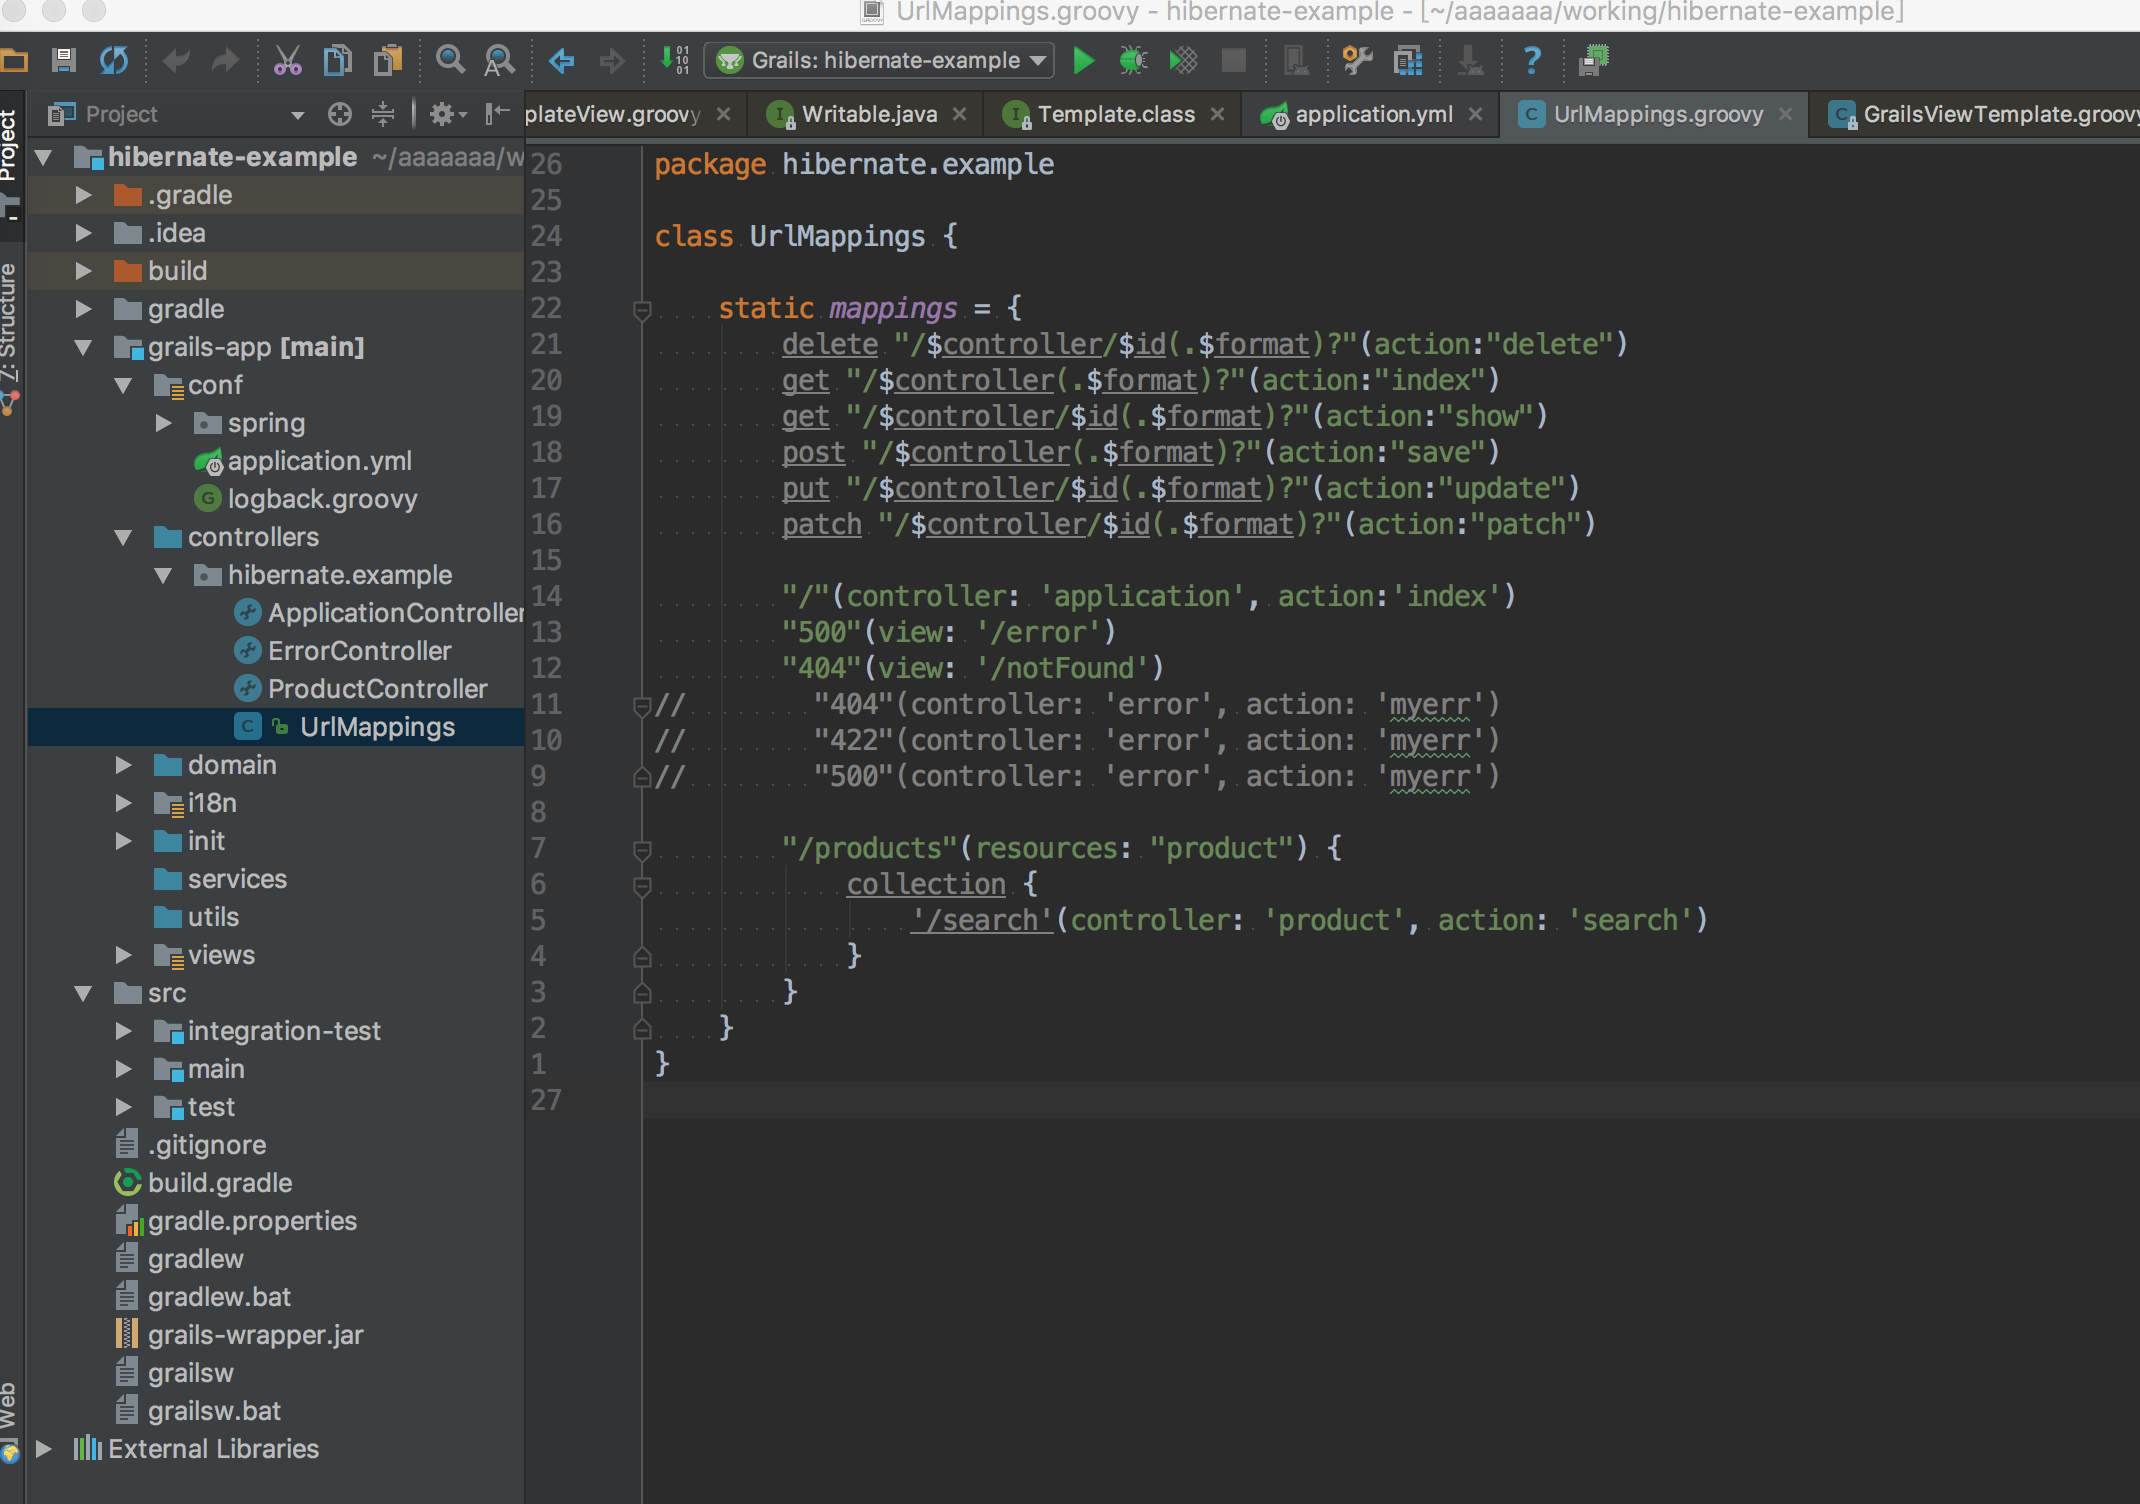 UrlMappings.groovy - hibernate-example - [~/aaaaaaa/working/hibernate-example]
Grails: hibernate-example
Project
plateView.groovy
Writable.java
Template.class
application.yml
UrlMappings.groovy
GrailsViewTemplate.groovy
Project
7: Structure
Web
hibernate-example ~/aaaaaaa/w
.gradle
.idea
build
gradle
grails-app [main]
conf
spring
application.yml
logback.groovy
controllers
hibernate.example
ApplicationController
ErrorController
ProductController
UrlMappings
domain
i18n
init
services
utils
views
src
integration-test
main
test
.gitignore
build.gradle
gradle.properties
gradlew
gradlew.bat
grails-wrapper.jar
grailsw
grailsw.bat
External Libraries
26 package hibernate.example
25
24 class UrlMappings {
23
22 static mappings = {
21 delete "/$controller/$id(.$format)?"(action:"delete")
20 get "/$controller(.$format)?"(action:"index")
19 get "/$controller/$id(.$format)?"(action:"show")
18 post "/$controller(.$format)?"(action:"save")
17 put "/$controller/$id(.$format)?"(action:"update")
16 patch "/$controller/$id(.$format)?"(action:"patch")
15
14 "/"(controller: 'application', action:'index')
13 "500"(view: '/error')
12 "404"(view: '/notFound')
11 // "404"(controller: 'error', action: 'myerr')
10 // "422"(controller: 'error', action: 'myerr')
9 // "500"(controller: 'error', action: 'myerr')
8
7 "/products"(resources: "product") {
6 collection {
5 '/search'(controller: 'product', action: 'search')
4 }
3 }
2 }
1 }
27